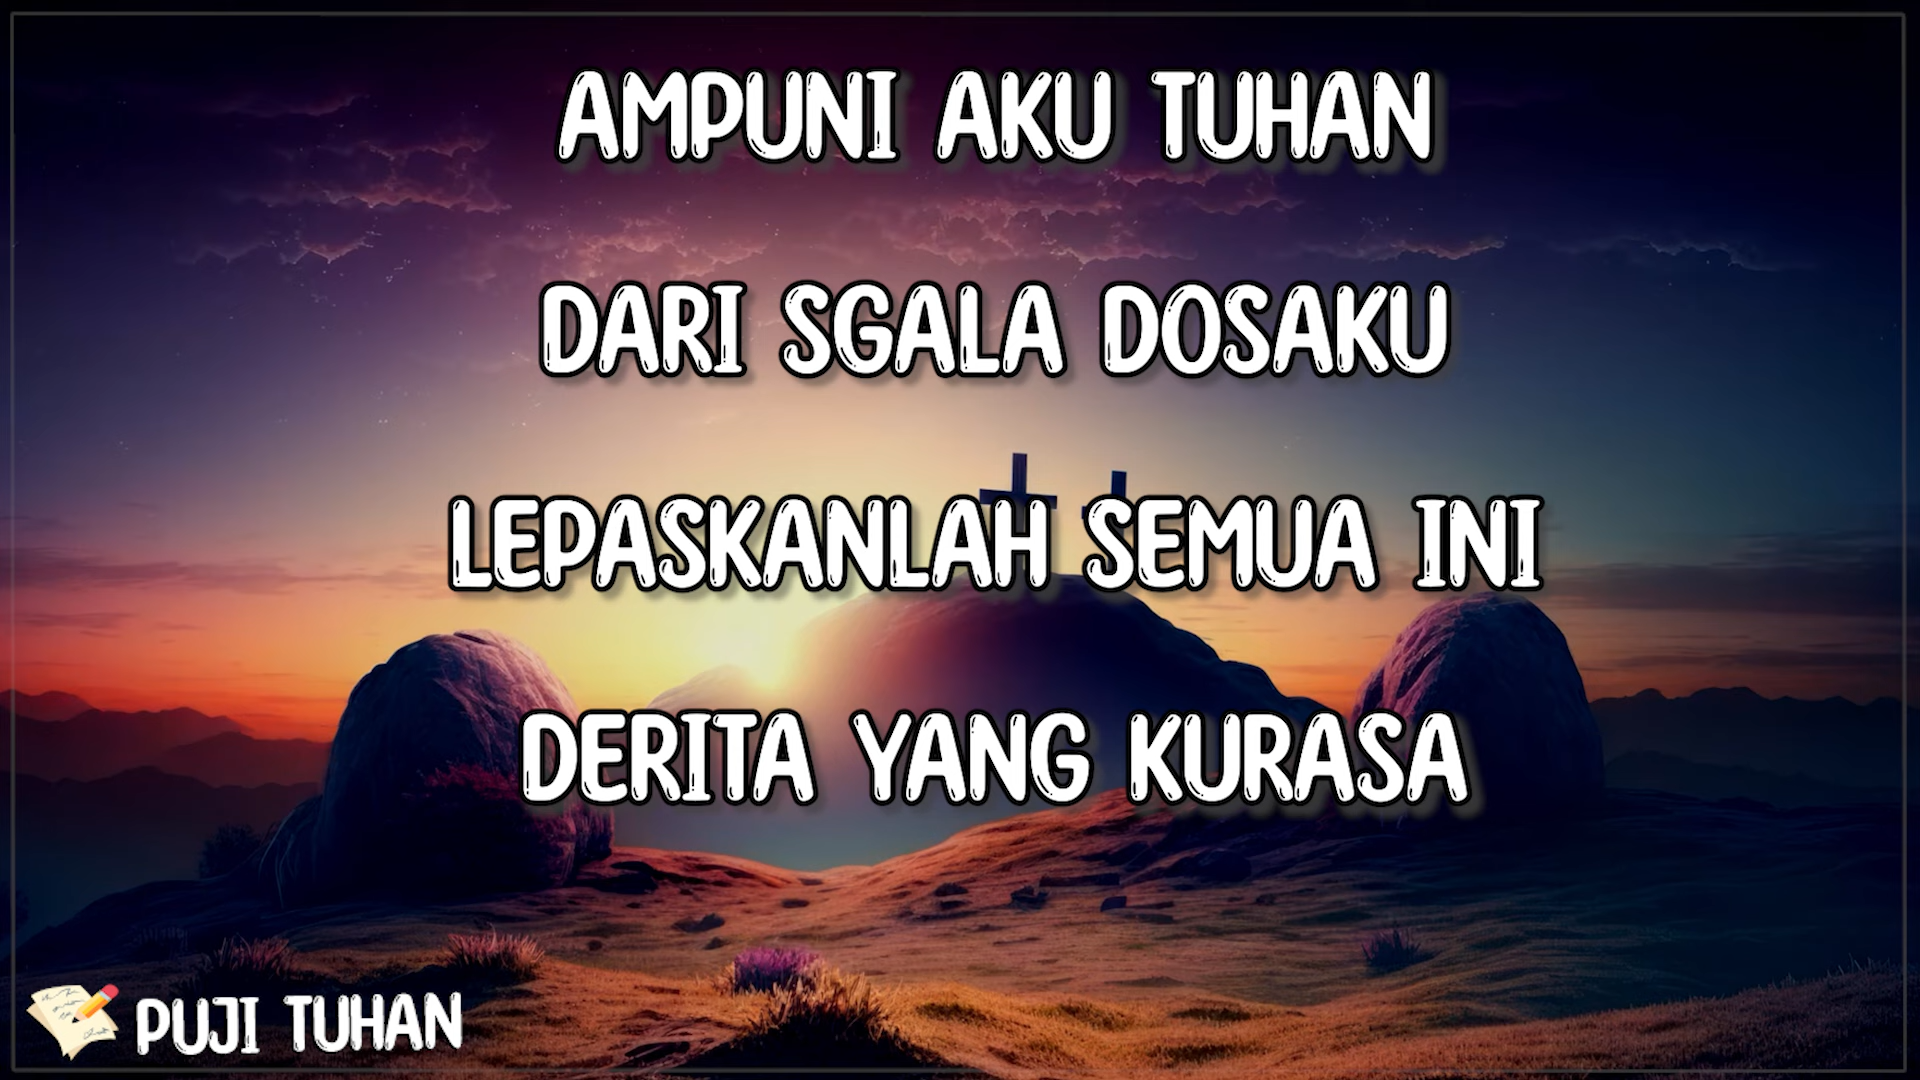 AMPUNI AKU TUHAN
DARI SGALA DOSAKU
LEPASKANLAH SEMUA INI
DERITA YANG KURASA
PUJI TUHAN